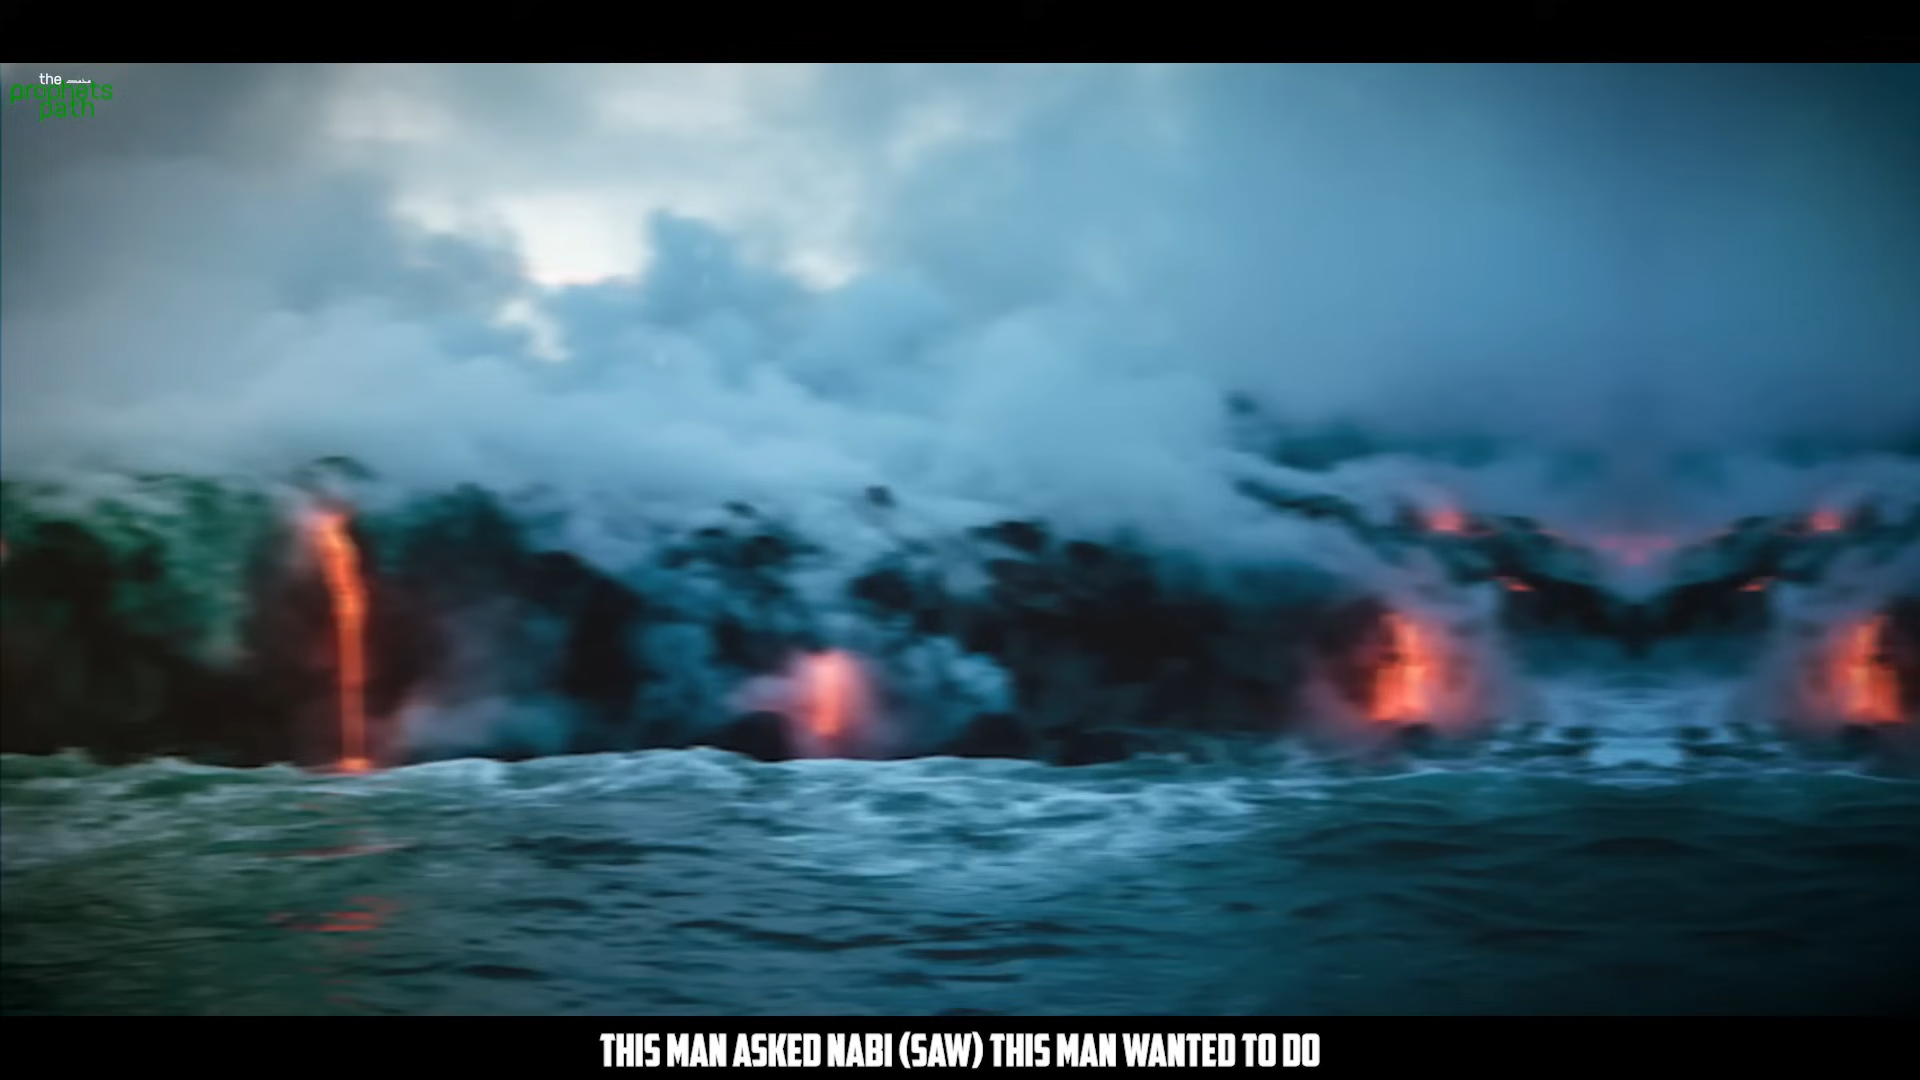 the
prophets
path
THIS MAN ASKED NABI (SAW) THIS MAN WANTED TO DO